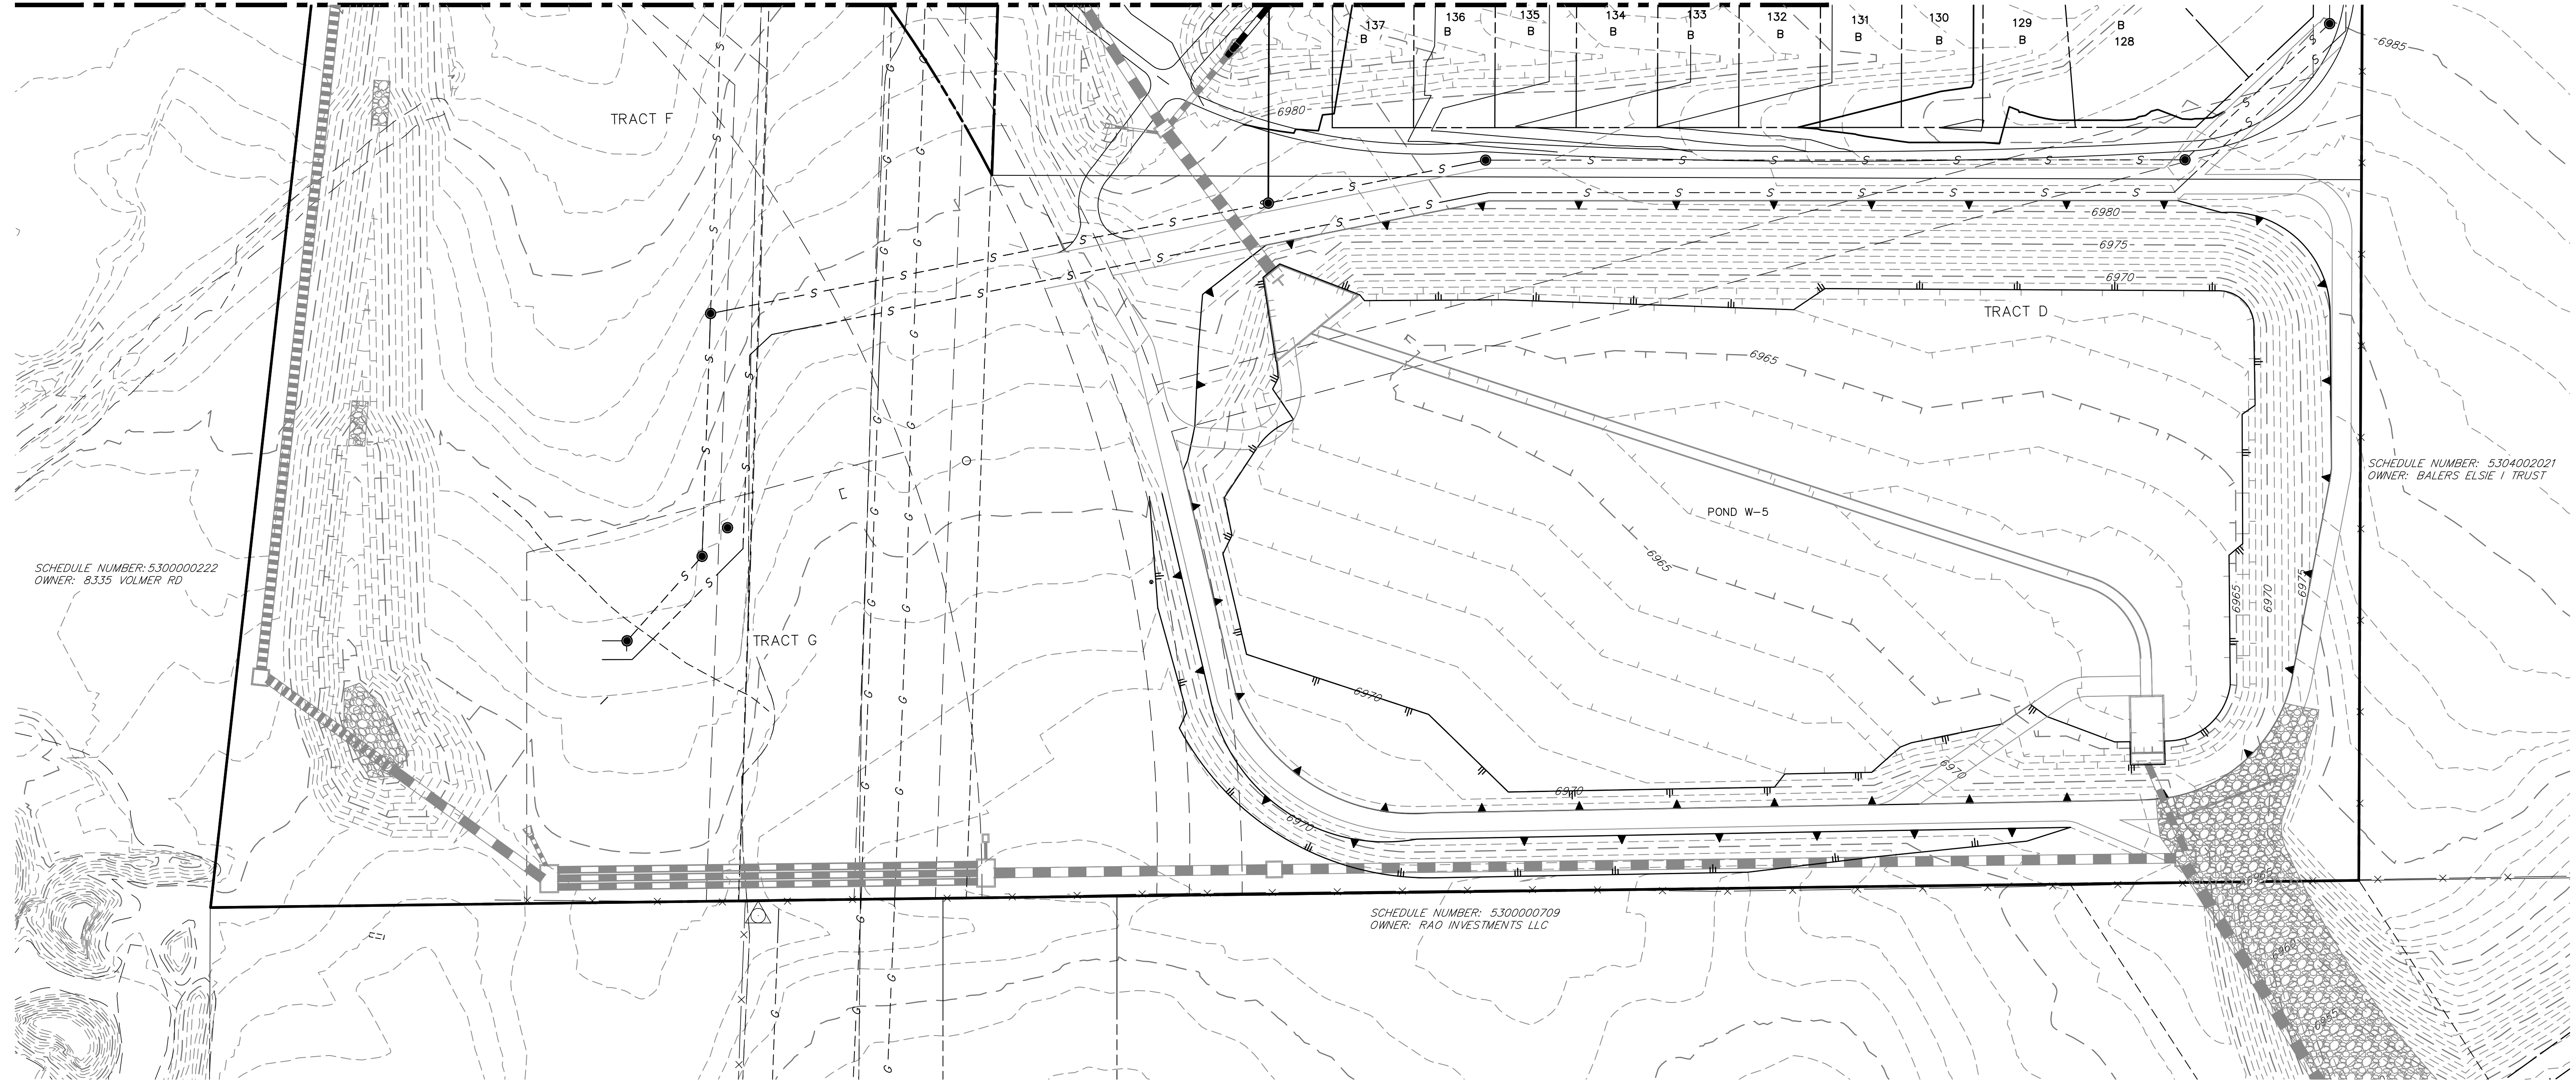 137
B
136
B
135
B
134
B
133
B
132
B
131
B
130
B
129
B
B
128
6985
TRACT F
6980
S S S S S S S
S S S S S S S
6980
6975
6970
TRACT D
6965
SCHEDULE NUMBER: 5304002021
OWNER: BALERS ELSIE I TRUST
POND W-5
6965
SCHEDULE NUMBER: 5300000222
OWNER: 8335 VOLMER RD
6965
6970
6975
TRACT G
6970
6970
6970
6970
SCHEDULE NUMBER: 5300000709
OWNER: RAO INVESTMENTS LLC
6960
6955